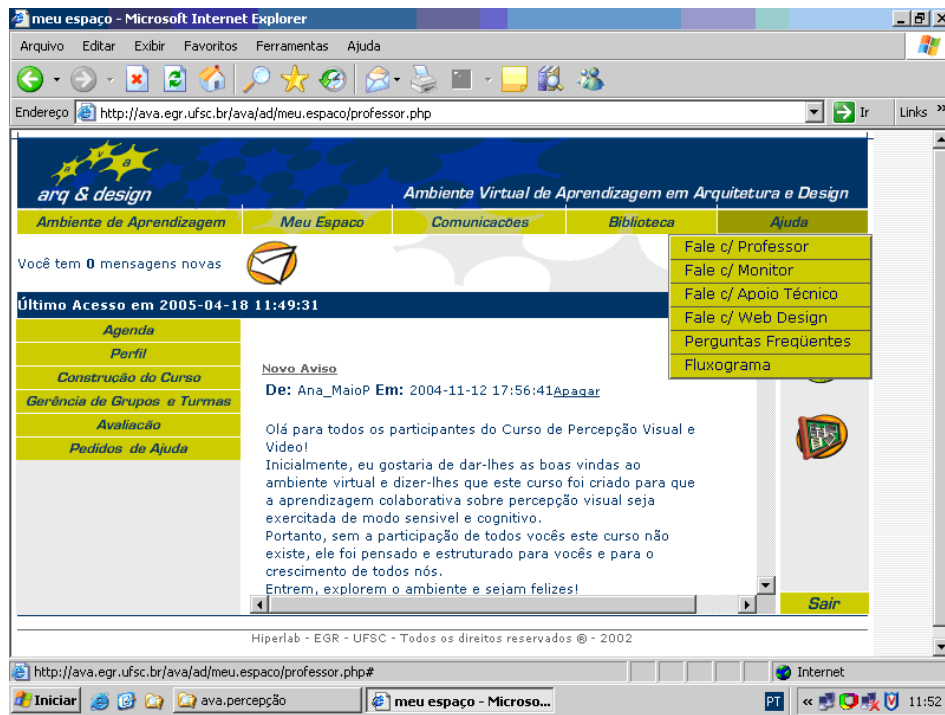 meu espaço - Microsoft Internet Explorer
Arquivo Editar Exibir Favoritos Ferramentas Ajuda
Endereço http://ava.egr.ufsc.br/ava/ad/meu.espaco/professor.php Ir Links »
a v a
arq & design
Ambiente Virtual de Aprendizagem em Arquitetura e Design
Ambiente de Aprendizagem Meu Espaco Comunicacões Biblioteca Ajuda
Fale c/ Professor
Fale c/ Monitor
Fale c/ Apoio Técnico
Fale c/ Web Design
Perguntas Freqüentes
Fluxograma
Você tem 0 mensagens novas
Último Acesso em 2005-04-18 11:49:31
Agenda
Perfil
Construcão do Curso
Gerência de Grupos e Turmas
Avaliacão
Pedidos de Ajuda
Novo Aviso
De: Ana_MaioP Em: 2004-11-12 17:56:41Apagar
Olá para todos os participantes do Curso de Percepção Visual e
Video!
Inicialmente, eu gostaria de dar-lhes as boas vindas ao
ambiente virtual e dizer-lhes que este curso foi criado para que
a aprendizagem colaborativa sobre percepção visual seja
exercitada de modo sensivel e cognitivo.
Portanto, sem a participação de todos vocês este curso não
existe, ele foi pensado e estruturado para vocês e para o
crescimento de todos nós.
Entrem, explorem o ambiente e sejam felizes!
Sair
Hiperlab - EGR - UFSC - Todos os direitos reservados ® - 2002
http://ava.egr.ufsc.br/ava/ad/meu.espaco/professor.php# Internet
Iniciar ava.percepção meu espaço - Microso... PT « 11:52